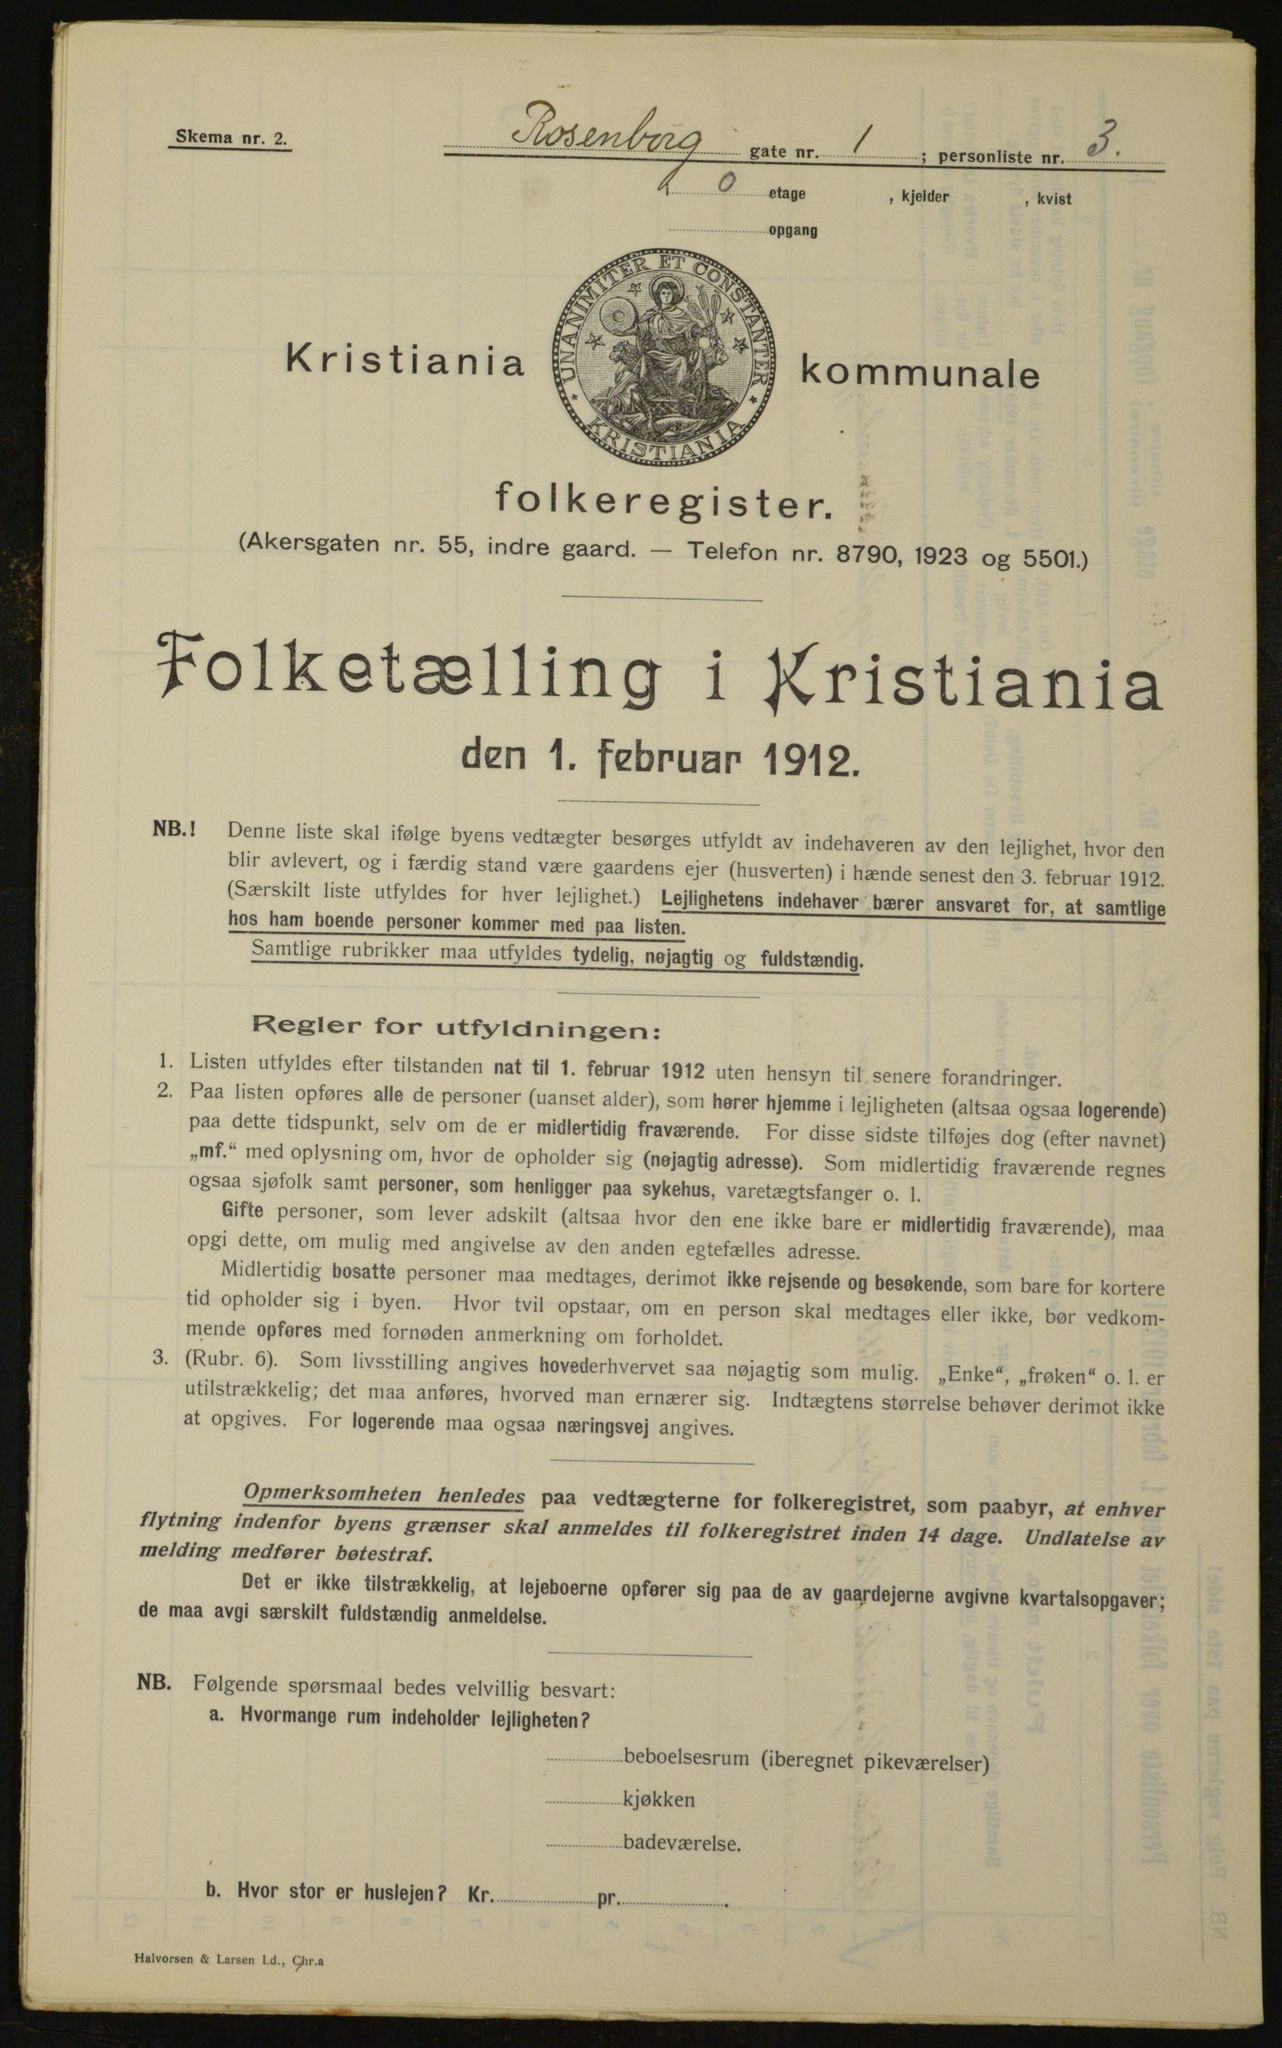 Skema nr. 2.
Rosenborg gate nr. 1 ; personliste nr. 3.
0 etage , kjelder , kvist
opgang
UNANIMITER ET CONSTANTER
KRISTIANIA
Kristiania kommunale
folkeregister.
(Akersgaten nr. 55, indre gaard. — Telefon nr. 8790, 1923 og 5501.)
Folketælling i Kristiania
den 1. februar 1912.
NB.! Denne liste skal ifølge byens vedtægter besørges utfyldt av indehaveren av den lejlighet, hvor den
blir avlevert, og i færdig stand være gaardens ejer (husverten) i hænde senest den 3. februar 1912.
(Særskilt liste utfyldes for hver lejlighet.) Lejlighetens indehaver bærer ansvaret for, at samtlige
hos ham boende personer kommer med paa listen.
Samtlige rubrikker maa utfyldes tydelig, nøjagtig og fuldstændig.
Regler for utfyldningen:
1. Listen utfyldes efter tilstanden nat til 1. februar 1912 uten hensyn til senere forandringer.
2. Paa listen opføres alle de personer (uanset alder), som hører hjemme i lejligheten (altsaa ogsaa logerende)
paa dette tidspunkt, selv om de er midlertidig fraværende. For disse sidste tilføjes dog (efter navnet)
„mf.“ med oplysning om, hvor de opholder sig (nøjagtig adresse). Som midlertidig fraværende regnes
ogsaa sjøfolk samt personer, som henligger paa sykehus, varetægtsfanger o. l.
Gifte personer, som lever adskilt (altsaa hvor den ene ikke bare er midlertidig fraværende), maa
opgi dette, om mulig med angivelse av den anden egtefælles adresse.
Midlertidig bosatte personer maa medtages, derimot ikke rejsende og besøkende, som bare for kortere
tid opholder sig i byen. Hvor tvil opstaar, om en person skal medtages eller ikke, bør vedkom-
mende opføres med fornøden anmerkning om forholdet.
3. (Rubr. 6). Som livsstilling angives hovederhvervet saa nøjagtig som mulig. „Enke“, „frøken“ o. l. er
utilstrækkelig; det maa anføres, hvorved man ernærer sig. Indtægtens størrelse behøver derimot ikke
at opgives. For logerende maa ogsaa næringsvej angives.
Opmerksomheten henledes paa vedtægterne for folkeregistret, som paabyr, at enhver
flytning indenfor byens grænser skal anmeldes til folkeregistret inden 14 dage. Undlatelse av
melding medfører bøtestraf.
Det er ikke tilstrækkelig, at lejeboerne opfører sig paa de av gaardejerne avgivne kvartalsopgaver;
de maa avgi særskilt fuldstændig anmeldelse.
NB. Følgende spørsmaal bedes velvillig besvart:
a. Hvormange rum indeholder lejligheten?
beboelsesrum (iberegnet pikeværelser)
kjøkken
badeværelse.
b. Hvor stor er huslejen? Kr. pr. .
Halvorsen & Larsen Ld., Chr.a